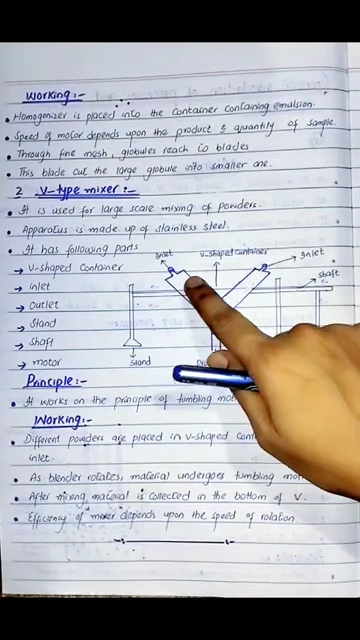 Working:-
• Homogenizer is placed into the container containing emulsion.
• Speed of motor depends upon the product & quantity of sample.
• Through fine mesh, globules reach to blades
• This blade cut the large globule into smaller one.
2 V-type mixer:-
• It is used for large scale mixing of powders.
• Apparatus is made up of stainless steel.
• It has following parts
→ V-shaped Container
→ inlet
→ Outlet
→ Stand
→ Shaft
→ motor
Inlet
V-shaped container
Inlet
Shaft
Stand
Principle:-
• It works on the principle of tumbling
Working:-
• Different powders are placed in V-shaped
inlet.
• As blender rotates, material undergoes tumbling
• After mixing material is collected in the bottom of V.
• Efficiency of mixer depends upon the speed of rotation.